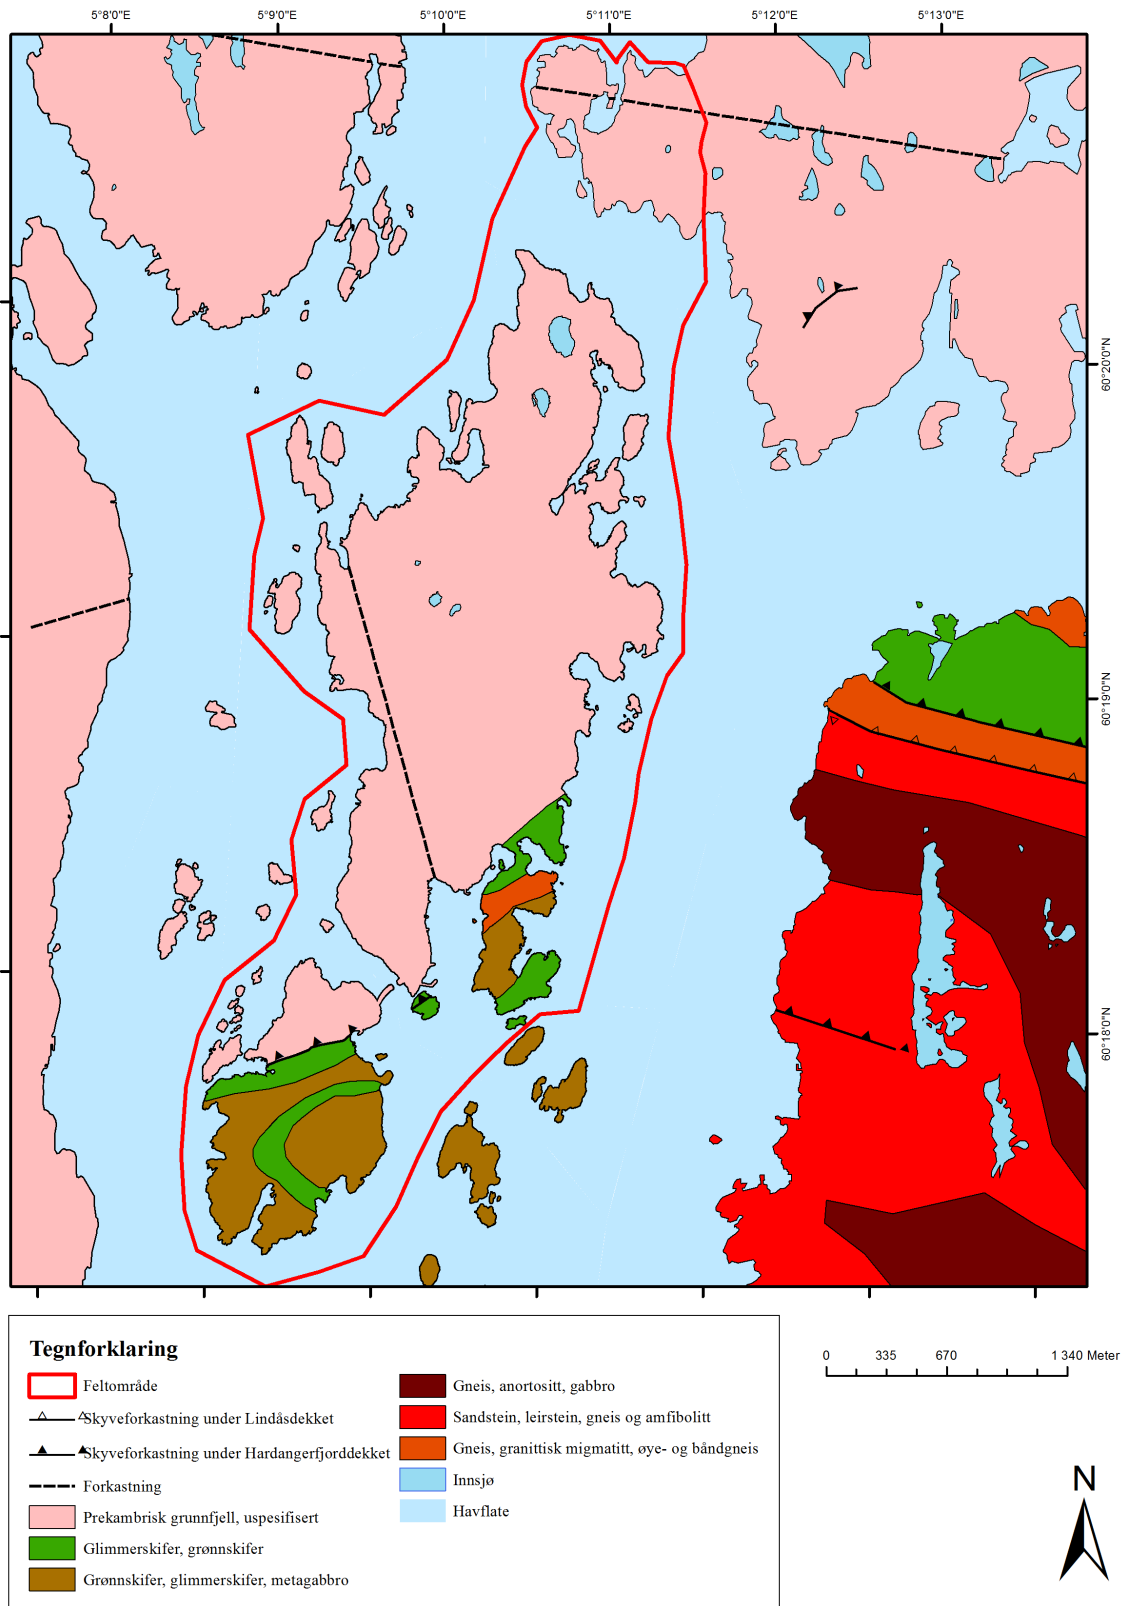 5°8'0"E 5°9'0"E 5°10'0"E 5°11'0"E 5°12'0"E 5°13'0"E
60°20'0"N
60°19'0"N
60°18'0"N
Tegnforklaring
Feltområde
Skyveforkastning under Lindåsdekket
Skyveforkastning under Hardangerfjorddekket
Forkastning
Prekambrisk grunnfjell, uspesifisert
Glimmerskifer, grønnskifer
Grønnskifer, glimmerskifer, metagabbro
Gneis, anortositt, gabbro
Sandstein, leirstein, gneis og amfibolitt
Gneis, granittisk migmatitt, øye- og båndgneis
Innsjø
Havflate
0 335 670 1 340 Meter
N